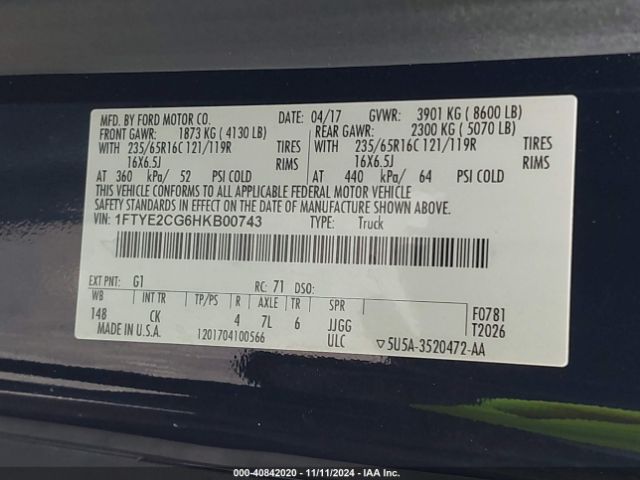 MFD. BY FORD MOTOR CO. DATE: 04/17 GVWR: 3901 KG ( 8600 LB)
FRONT GAWR: 1873 KG ( 4130 LB) REAR GAWR: 2300 KG ( 5070 LB)
WITH 235/65R16C 121/119R TIRES WITH 235/65R16C 121/119R TIRES
16X6.5J RIMS 16X6.5J RIMS
AT 360 kPa/ 52 PSI COLD AT 440 kPa/ 64 PSI COLD
THIS VEHICLE CONFORMS TO ALL APPLICABLE FEDERAL MOTOR VEHICLE
SAFETY STANDARDS IN EFFECT ON THE DATE OF MANUFACTURE SHOWN ABOVE.
VIN: 1FTYE2CG6HKB00743 TYPE: Truck
EXT PNT: G1 RC: 71 DSO:
WB INT TR TP/PS R AXLE TR SPR F0781
148 CK 4 7L 6 JJGG T2026
MADE IN U.S.A. 1201704100566 ULC ▽5U5A-3520472-AA
000-40842020 - 11/11/2024 - IAA Inc.